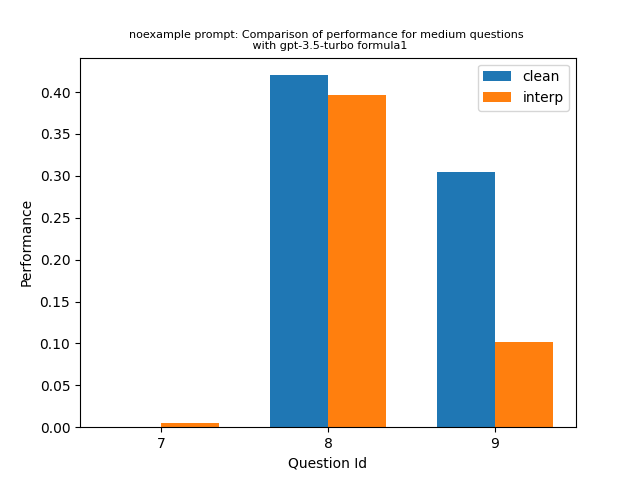 noexample prompt: Comparison of performance for medium questions
with gpt-3.5-turbo formula1
clean
interp
0.40
0.35
0.30
0.25
0.20
0.15
0.10
0.05
0.00
Performance
7 8 9
Question Id